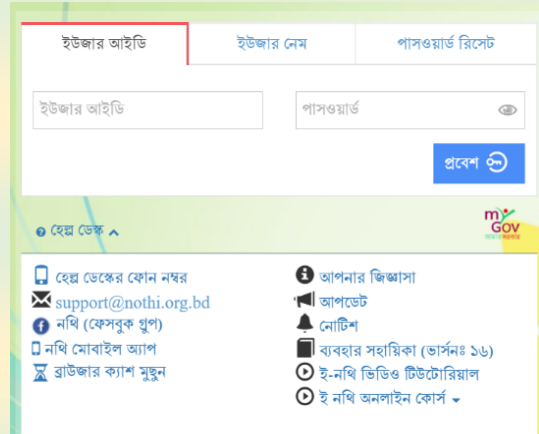 ইউজার আইডি
ইউজার নেম
পাসওয়ার্ড রিসেট
ইউজার আইডি
পাসওয়ার্ড
প্রবেশ
হেল্প ডেস্ক
myGov
হেল্প ডেস্কের ফোন নম্বর
support@nothi.org.bd
নথি (ফেসবুক গ্রুপ)
নথি মোবাইল অ্যাপ
ব্রাউজার ক্যাশ মুছুন
আপনার জিজ্ঞাসা
আপডেট
নোটিশ
ব্যবহার সহায়িকা (ভার্সনঃ ১৬)
ই-নথি ভিডিও টিউটোরিয়াল
ই নথি অনলাইন কোর্স